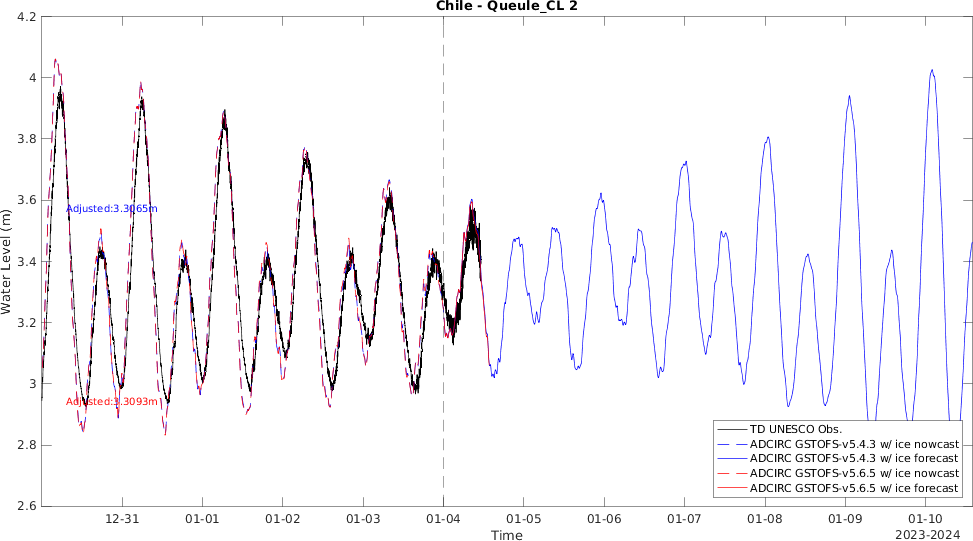 Chile - Queule_CL 2
4.2
4
3.8
3.6
3.4
3.2
3
2.8
2.6
Water Level (m)
Adjusted:3.3065m
Adjusted:3.3093m
TD UNESCO Obs.
ADCIRC GSTOFS-v5.4.3 w/ ice nowcast
ADCIRC GSTOFS-v5.4.3 w/ ice forecast
ADCIRC GSTOFS-v5.6.5 w/ ice nowcast
ADCIRC GSTOFS-v5.6.5 w/ ice forecast
12-31 01-01 01-02 01-03 01-04 01-05 01-06 01-07 01-08 01-09 01-10
Time
2023-2024